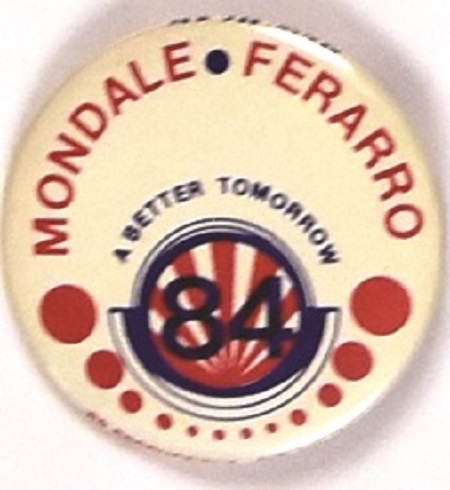 MONDALE • FERARRO
A BETTER TOMORROW
84